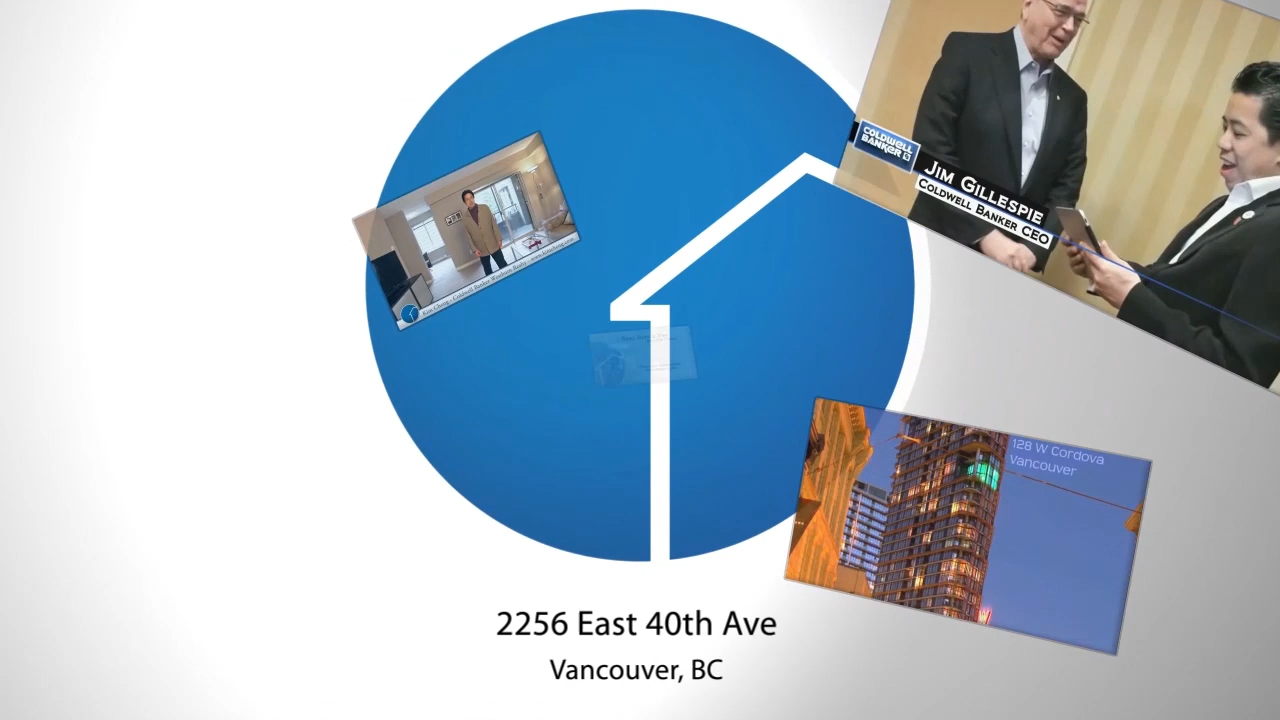 COLDWELL
BANKER
JIM GILLESPIE
COLDWELL BANKER CEO
128 W Cordova
Vancouver
2256 East 40th Ave
Vancouver, BC